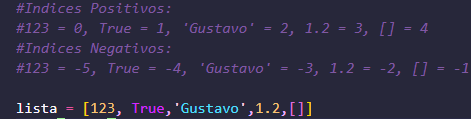 #Indices Positivos:
#123 = 0, True = 1, 'Gustavo' = 2, 1.2 = 3, [] = 4
#Indices Negativos:
#123 = -5, True = -4, 'Gustavo' = -3, 1.2 = -2, [] = -1
lista = [123, True,'Gustavo',1.2,[]]